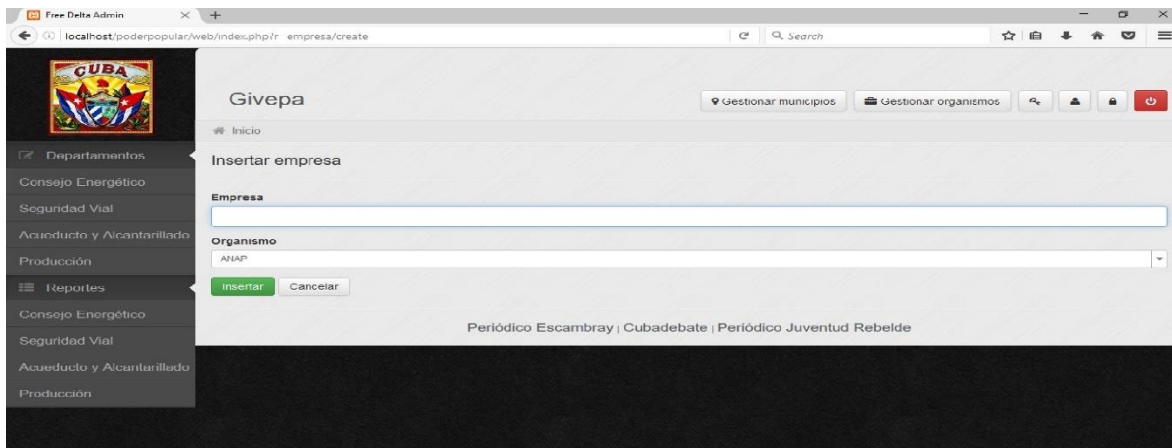 Free Delta Admin
localhost/poderpopular/web/index.php?r empresa/create
Search
CUBA
Givepa
Gestionar municipios
Gestionar organismos
Inicio
Departamentos
Consejo Energético
Seguridad Vial
Acueducto y Alcantarillado
Producción
Reportes
Consejo Energético
Seguridad Vial
Acueducto y Alcantarillado
Producción
Insertar empresa
Empresa
Organismo
ANAP
Insertar
Cancelar
Periódico Escambray | Cubadebate | Periódico Juventud Rebelde